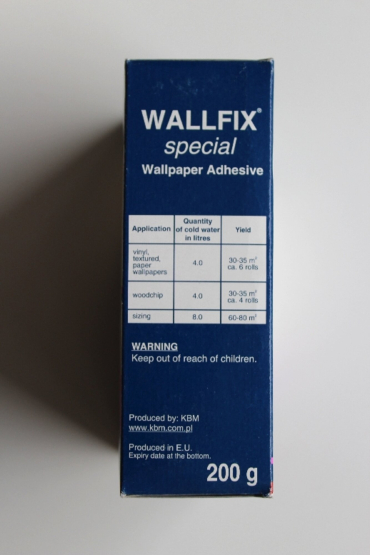 WALLFIX®
special
Wallpaper Adhesive
Application
Quantity
of cold water
in litres
Yield
vinyl,
textured,
paper
wallpapers
4.0
30-35 m²
ca. 6 rolls
woodchip
4.0
30-35 m²
ca. 4 rolls
sizing
8.0
60-80 m²
WARNING
Keep out of reach of children.
Produced by: KBM
www.kbm.com.pl
Produced in E.U.
Expiry date at the bottom.
200 g